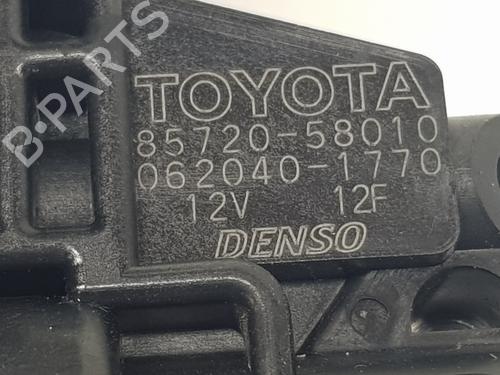 B-PARTS
TOYOTA
85720-58010
062040-1770
12V 12F
DENSO